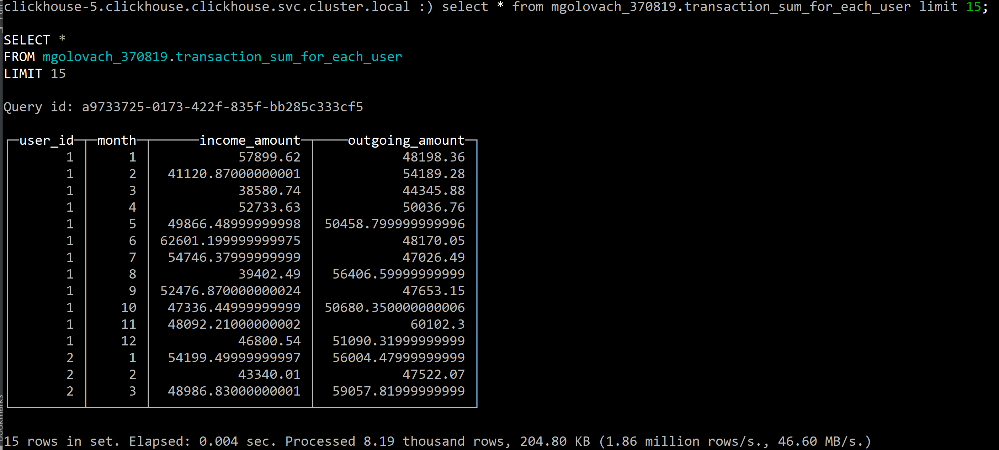 clickhouse-5.clickhouse.clickhouse.svc.cluster.local :) select * from mgolovach_370819.transaction_sum_for_each_user limit 15;
SELECT *
FROM mgolovach_370819.transaction_sum_for_each_user
LIMIT 15
Query id: a9733725-0173-422f-835f-bb285c333cf5
user_id month income_amount outgoing_amount
1 1 57899.62 48198.36
1 2 41120.87000000001 54189.28
1 3 38580.74 44345.88
1 4 52733.63 50036.76
1 5 49866.48999999998 50458.799999999996
1 6 62601.199999999975 48170.05
1 7 54746.37999999999 47026.49
1 8 39402.49 56406.59999999999
1 9 52476.870000000024 47653.15
1 10 47336.44999999999 50680.350000000006
1 11 48092.21000000002 60102.3
1 12 46800.54 51090.31999999999
2 1 54199.49999999997 56004.47999999999
2 2 43340.01 47522.07
2 3 48986.83000000001 59057.81999999999
15 rows in set. Elapsed: 0.004 sec. Processed 8.19 thousand rows, 204.80 KB (1.86 million rows/s., 46.60 MB/s.)
Bookmarks